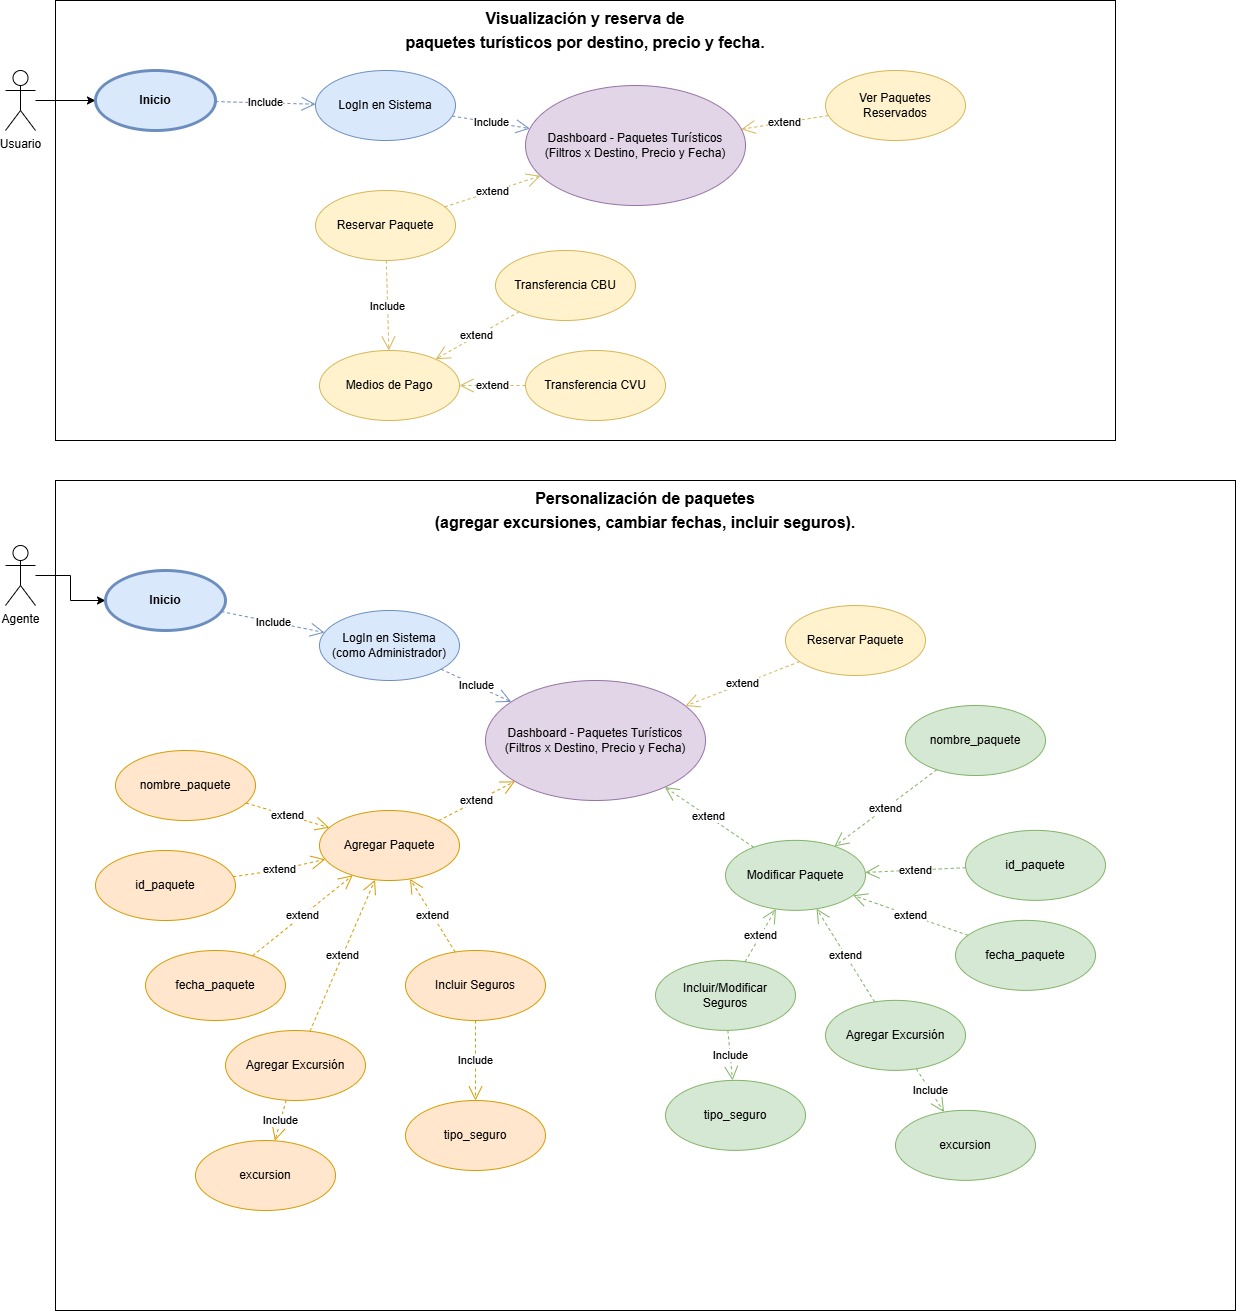 Visualización y reserva de
paquetes turísticos por destino, precio y fecha.
Usuario
Inicio
Include
LogIn en Sistema
Include
Dashboard - Paquetes Turísticos
(Filtros x Destino, Precio y Fecha)
extend
Ver Paquetes
Reservados
extend
Reservar Paquete
Include
Transferencia CBU
extend
Medios de Pago
extend
Transferencia CVU
Personalización de paquetes
(agregar excursiones, cambiar fechas, incluir seguros).
Agente
Inicio
Include
LogIn en Sistema
(como Administrador)
Include
Dashboard - Paquetes Turísticos
(Filtros x Destino, Precio y Fecha)
extend
Reservar Paquete
nombre_paquete
extend
id_paquete
extend
fecha_paquete
extend
Agregar Paquete
extend
extend
Agregar Excursión
Include
excursion
extend
Incluir Seguros
Include
tipo_seguro
extend
Modificar Paquete
nombre_paquete
extend
id_paquete
extend
fecha_paquete
extend
extend
Incluir/Modificar
Seguros
Include
tipo_seguro
extend
Agregar Excursión
Include
excursion